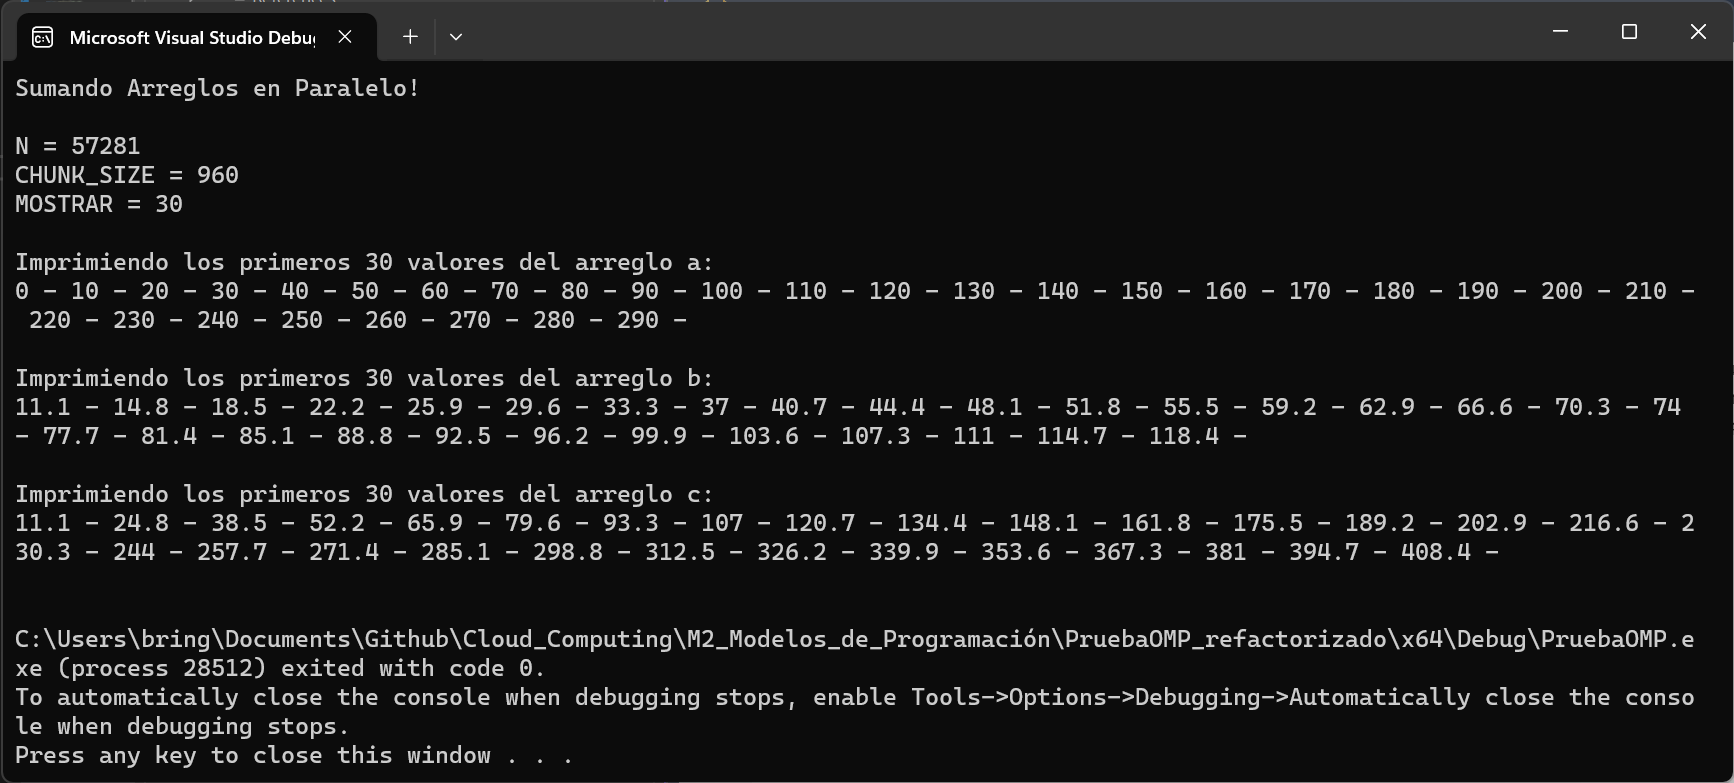 Microsoft Visual Studio Debu
Sumando Arreglos en Paralelo!
N = 57281
CHUNK_SIZE = 960
MOSTRAR = 30
Imprimiendo los primeros 30 valores del arreglo a:
0 - 10 - 20 - 30 - 40 - 50 - 60 - 70 - 80 - 90 - 100 - 110 - 120 - 130 - 140 - 150 - 160 - 170 - 180 - 190 - 200 - 210 -
220 - 230 - 240 - 250 - 260 - 270 - 280 - 290 -
Imprimiendo los primeros 30 valores del arreglo b:
11.1 - 14.8 - 18.5 - 22.2 - 25.9 - 29.6 - 33.3 - 37 - 40.7 - 44.4 - 48.1 - 51.8 - 55.5 - 59.2 - 62.9 - 66.6 - 70.3 - 74
- 77.7 - 81.4 - 85.1 - 88.8 - 92.5 - 96.2 - 99.9 - 103.6 - 107.3 - 111 - 114.7 - 118.4 -
Imprimiendo los primeros 30 valores del arreglo c:
11.1 - 24.8 - 38.5 - 52.2 - 65.9 - 79.6 - 93.3 - 107 - 120.7 - 134.4 - 148.1 - 161.8 - 175.5 - 189.2 - 202.9 - 216.6 - 2
30.3 - 244 - 257.7 - 271.4 - 285.1 - 298.8 - 312.5 - 326.2 - 339.9 - 353.6 - 367.3 - 381 - 394.7 - 408.4 -
C:\Users\bring\Documents\Github\Cloud_Computing\M2_Modelos_de_Programación\PruebaOMP_refactorizado\x64\Debug\PruebaOMP.e
xe (process 28512) exited with code 0.
To automatically close the console when debugging stops, enable Tools->Options->Debugging->Automatically close the conso
le when debugging stops.
Press any key to close this window . . .